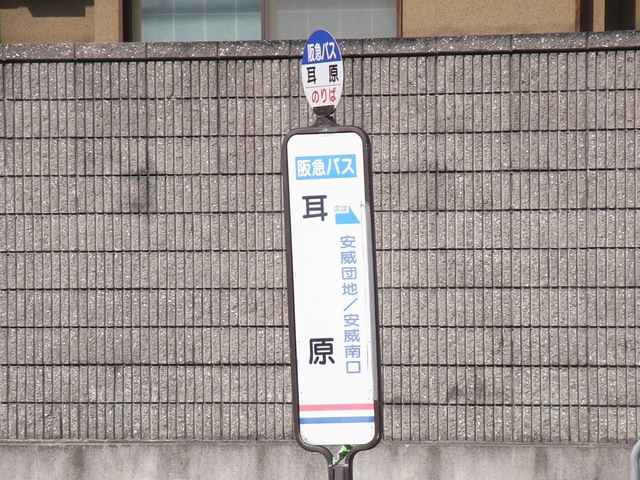 阪急バス
耳原
のりば
阪急バス
耳原
次は
安威団地／安威南口